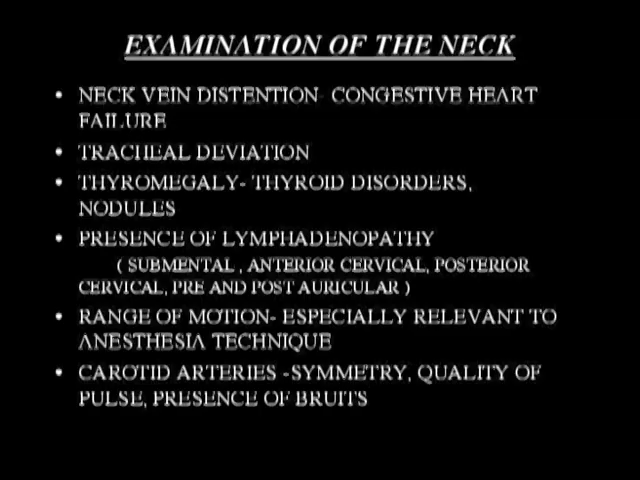 EXAMINATION OF THE NECK
• NECK VEIN DISTENTION- CONGESTIVE HEART
FAILURE
• TRACHEAL DEVIATION
• THYROMEGALY- THYROID DISORDERS,
NODULES
• PRESENCE OF LYMPHADENOPATHY
( SUBMENTAL , ANTERIOR CERVICAL, POSTERIOR
CERVICAL, PRE AND POST AURICULAR )
• RANGE OF MOTION- ESPECIALLY RELEVANT TO
ANESTHESIA TECHNIQUE
• CAROTID ARTERIES -SYMMETRY, QUALITY OF
PULSE, PRESENCE OF BRUITS